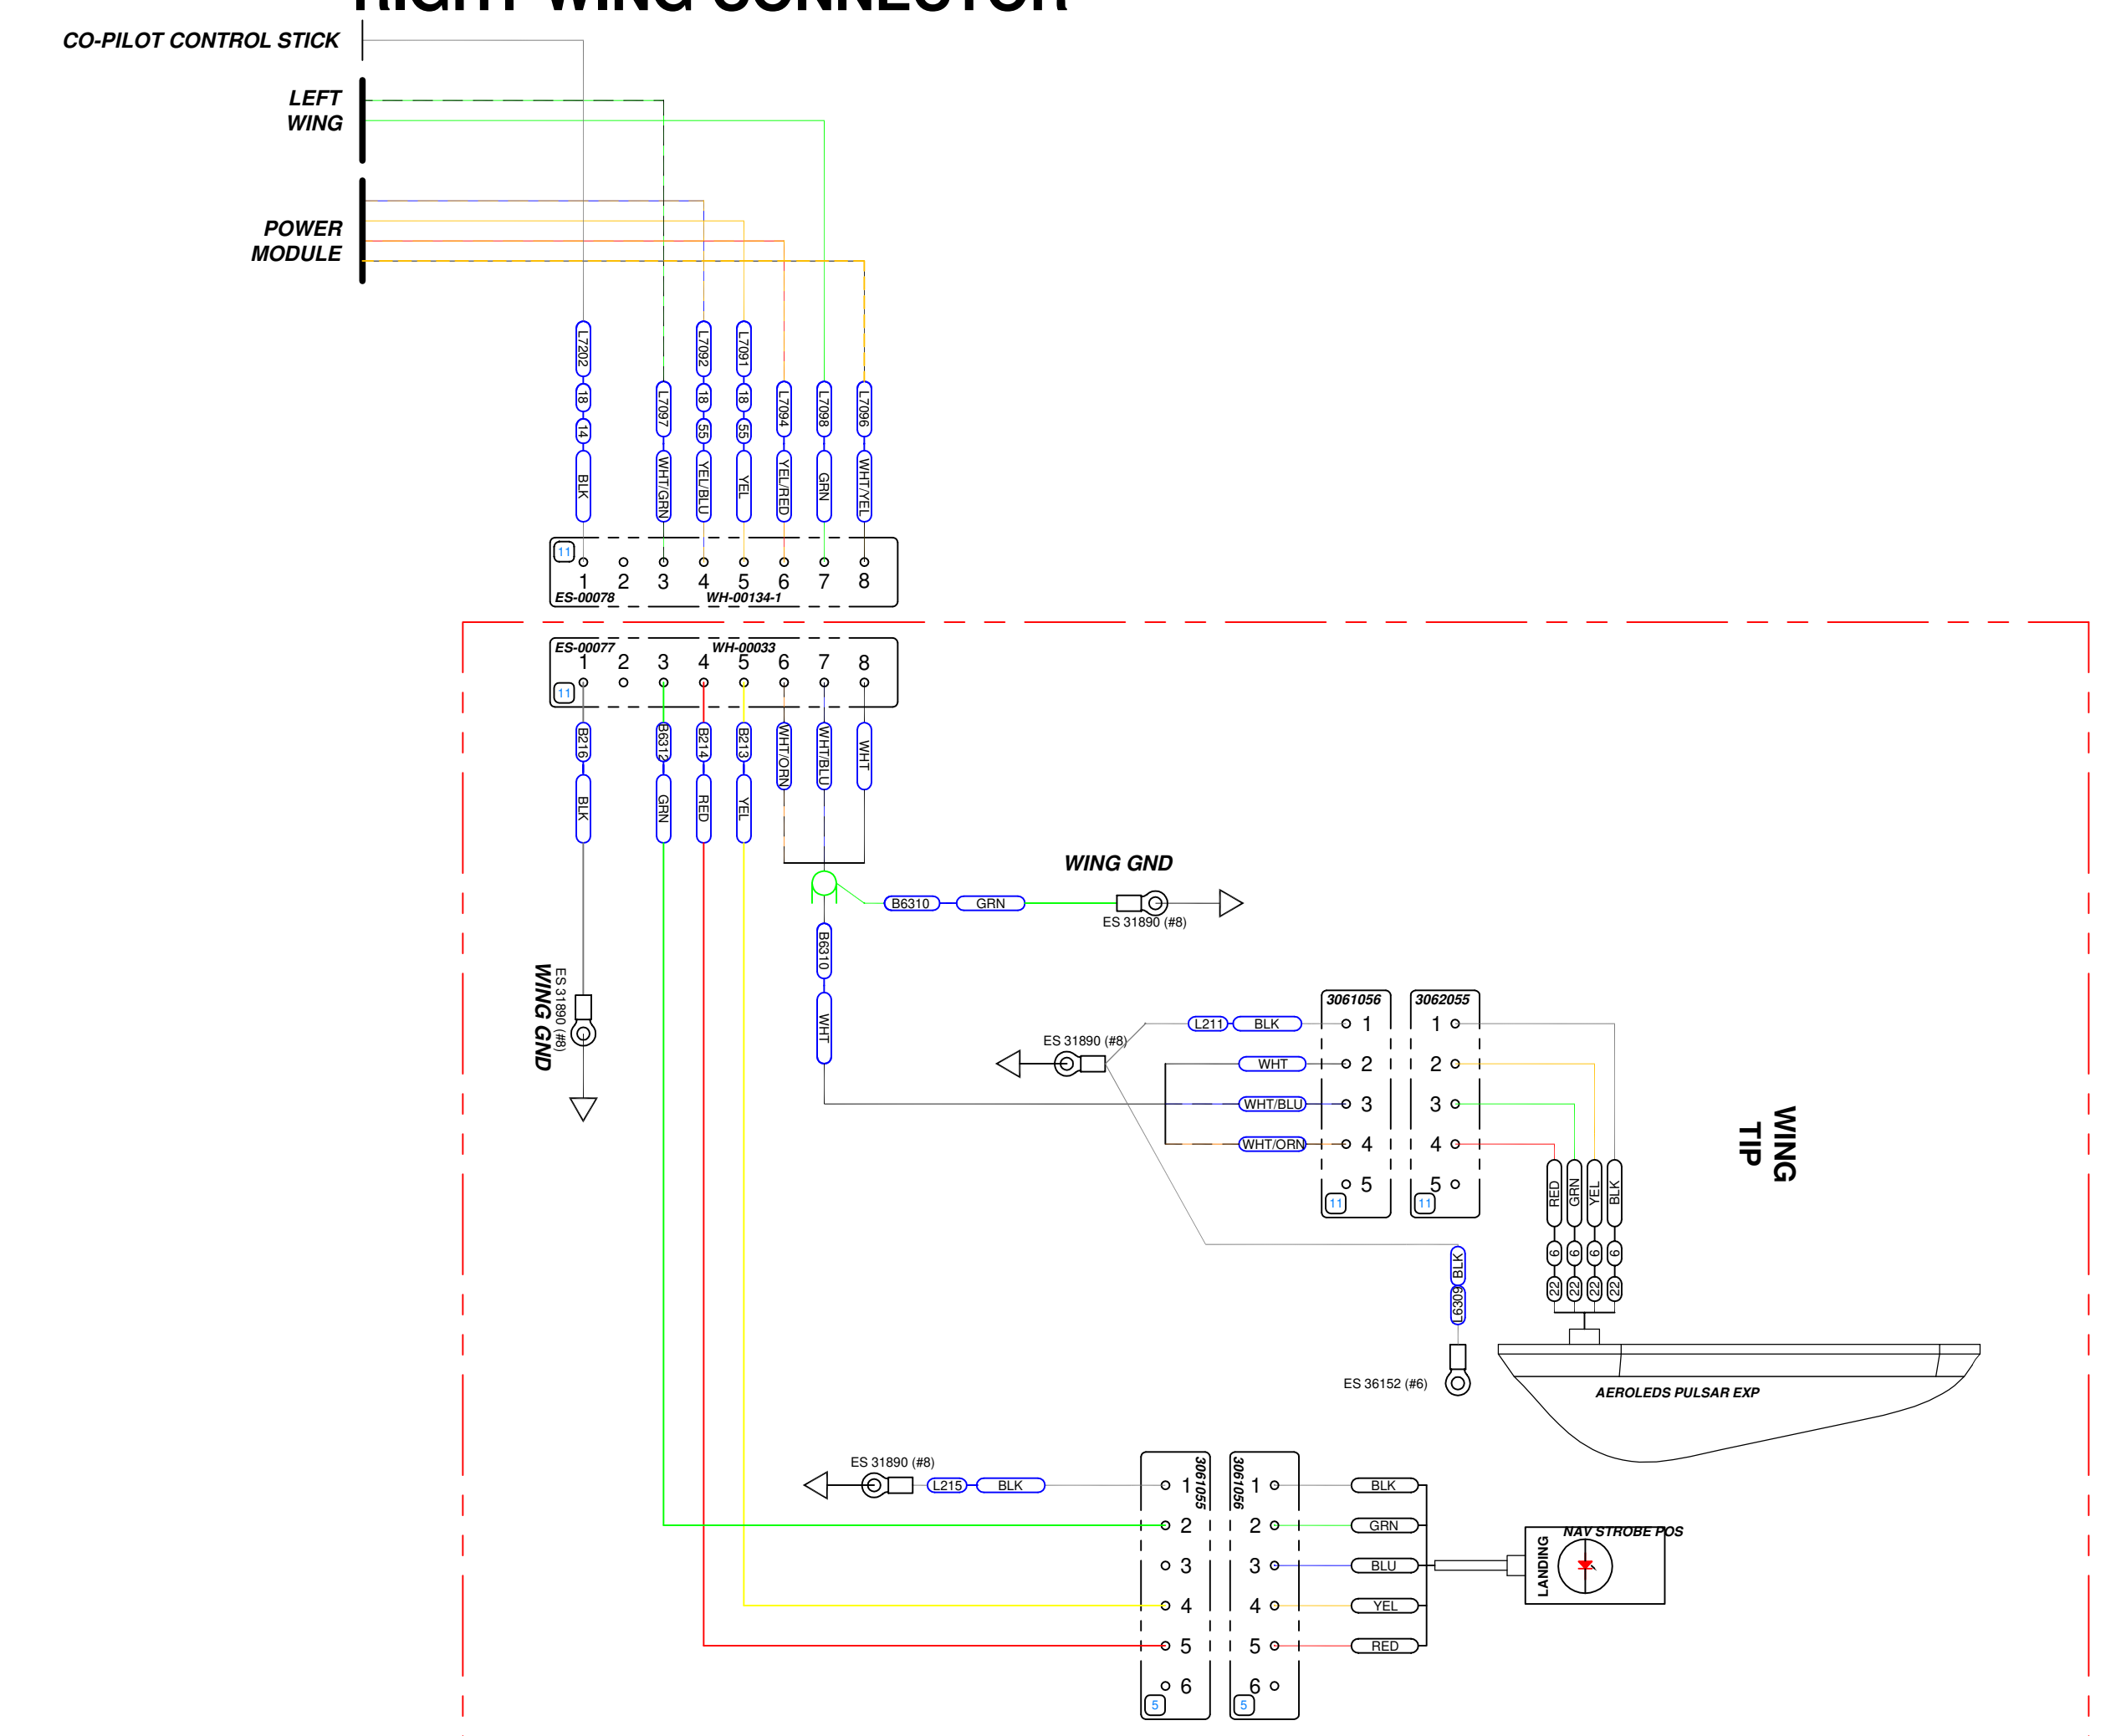 RIGHT WING CONNECTOR
CO-PILOT CONTROL STICK
LEFT
WING
POWER
MODULE
L7202 18 14 BLK
L7097 WHT/GRN
L7092 18 55 YEL/BLU
L7091 18 55 YEL
L7094 YEL/RED
L7098 GRN
L7096 WHT/YEL
11
1 2 3 4 5 6 7 8
ES-00078 WH-00134-1
ES-00077 WH-00033
1 2 3 4 5 6 7 8
11
B216 BLK
B6312 GRN
B214 RED
B213 YEL
WHT/ORN
WHT/BLU
WHT
WING GND
B6310 GRN
ES 31890 (#8)
B6310 WHT
WING GND
ES 31890 (#8)
3061056
3062055
ES 31890 (#8)
L211 BLK 1
WHT 2
WHT/BLU 3
WHT/ORN 4
5
11
1
2
3
4
5
11
WING
TIP
RED 6 22
GRN 6 22
YEL 6 22
BLK 6 22
BLK L6309
ES 36152 (#6)
AEROLEDS PULSAR EXP
ES 31890 (#8)
L215 BLK
3061055
1
2
3
4
5
6
5
3061056
1 BLK
2 GRN
3 BLU
4 YEL
5 RED
6
5
NAV STROBE POS
LANDING